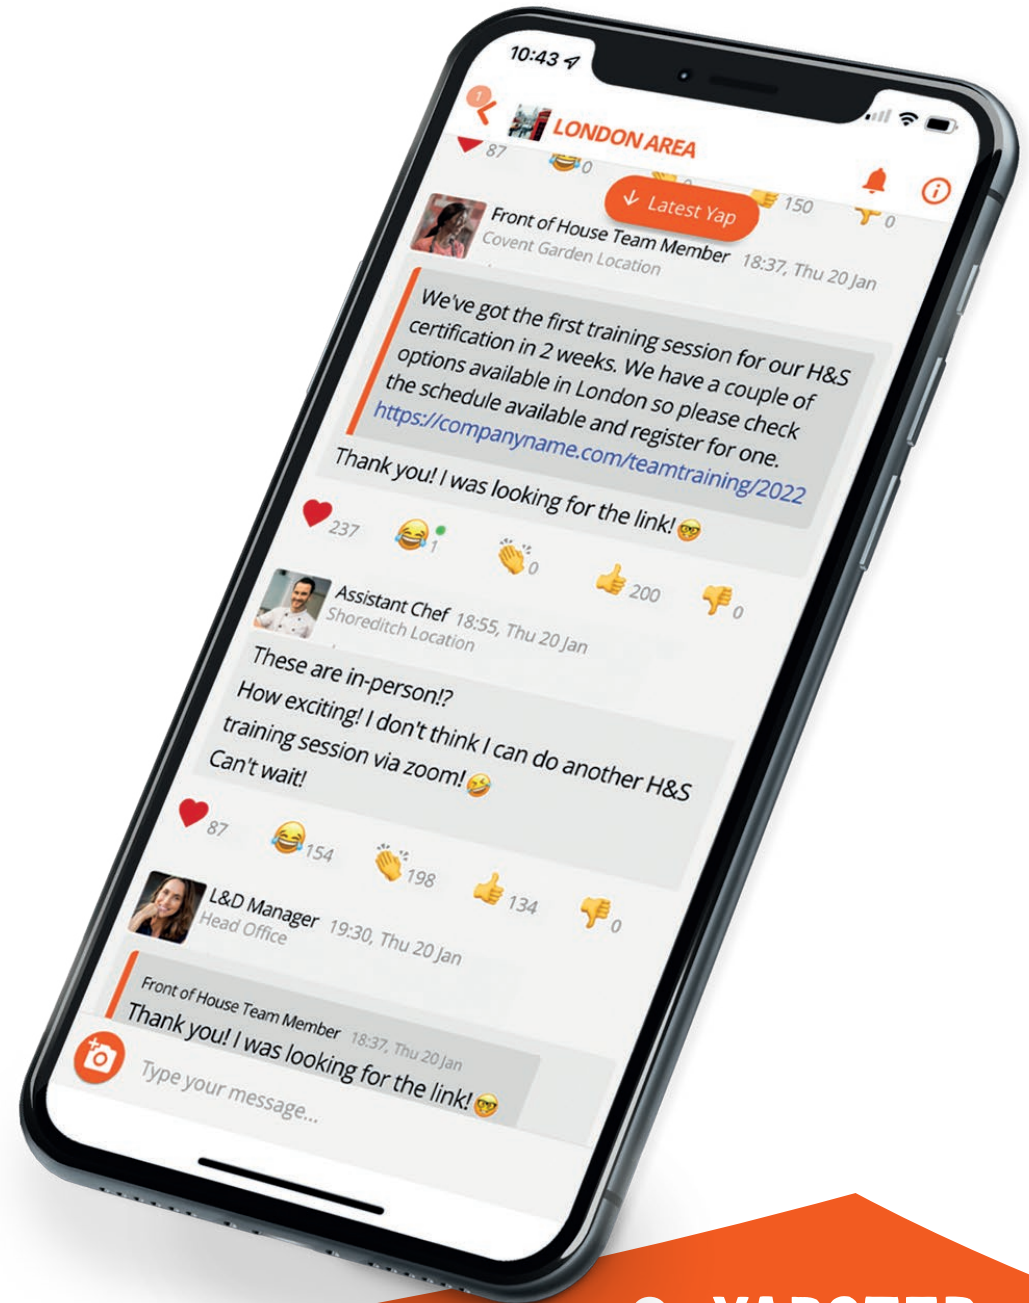 10:43
1
LONDON AREA
87 0 0 150 0
Latest Yap
Front of House Team Member 18:37, Thu 20 Jan
Covent Garden Location
We've got the first training session for our H&S
certification in 2 weeks. We have a couple of
options available in London so please check
the schedule available and register for one.
https://companyname.com/teamtraining/2022
Thank you! I was looking for the link!
237 1 0 200 0
Assistant Chef 18:55, Thu 20 Jan
Shoreditch Location
These are in-person!?
How exciting! I don't think I can do another H&S
training session via zoom!
Can't wait!
87 154 198 134 0
L&D Manager 19:30, Thu 20 Jan
Head Office
Front of House Team Member 18:37, Thu 20 Jan
Thank you! I was looking for the link!
Type your message...
YAPSTER